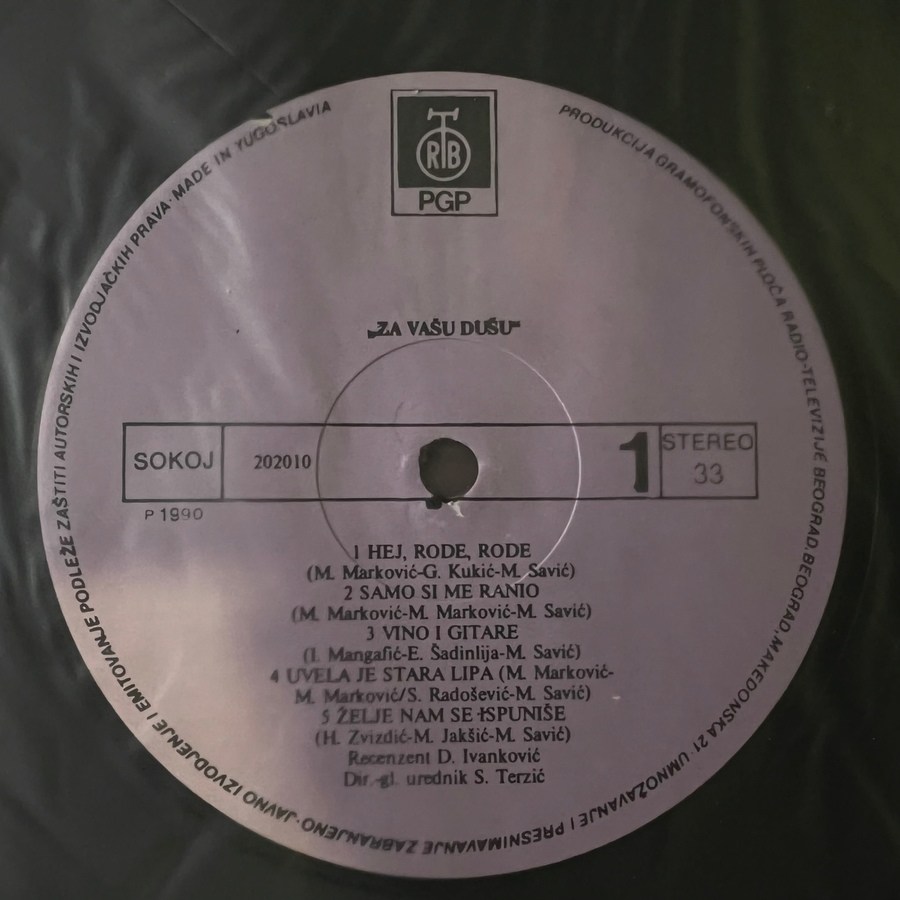 RTB
PGP
PRODUKCIJA GRAMOFONSKIH PLOČA RADIO-TELEVIZIJE BEOGRAD, BEOGRAD, MAKEDONSKA 21 · UMNOŽAVANJE I PRESNIMAVANJE ZABRANJENO · JAVNO IZVODJENJE I EMITOVANJE PODLEŽE ZAŠTITI AUTORSKIH I IZVODJAČKIH PRAVA · MADE IN YUGOSLAVIA
„ZA VAŠU DUŠU“
SOKOJ 202010 1 STEREO 33
P 1990
1 HEJ, RODE, RODE
(M. Marković-G. Kukić-M. Savić)
2 SAMO SI ME RANIO
(M. Marković-M. Marković-M. Savić)
3 VINO I GITARE
(I. Mangafić-E. Šadinlija-M. Savić)
4 UVELA JE STARA LIPA (M. Marković-
M. Marković/S. Radošević-M. Savić)
5 ŽELJE NAM SE ISPUNIŠE
(H. Zvizdić-M. Jakšić-M. Savić)
Recenzent D. Ivanković
Dir.-gl. urednik S. Terzić